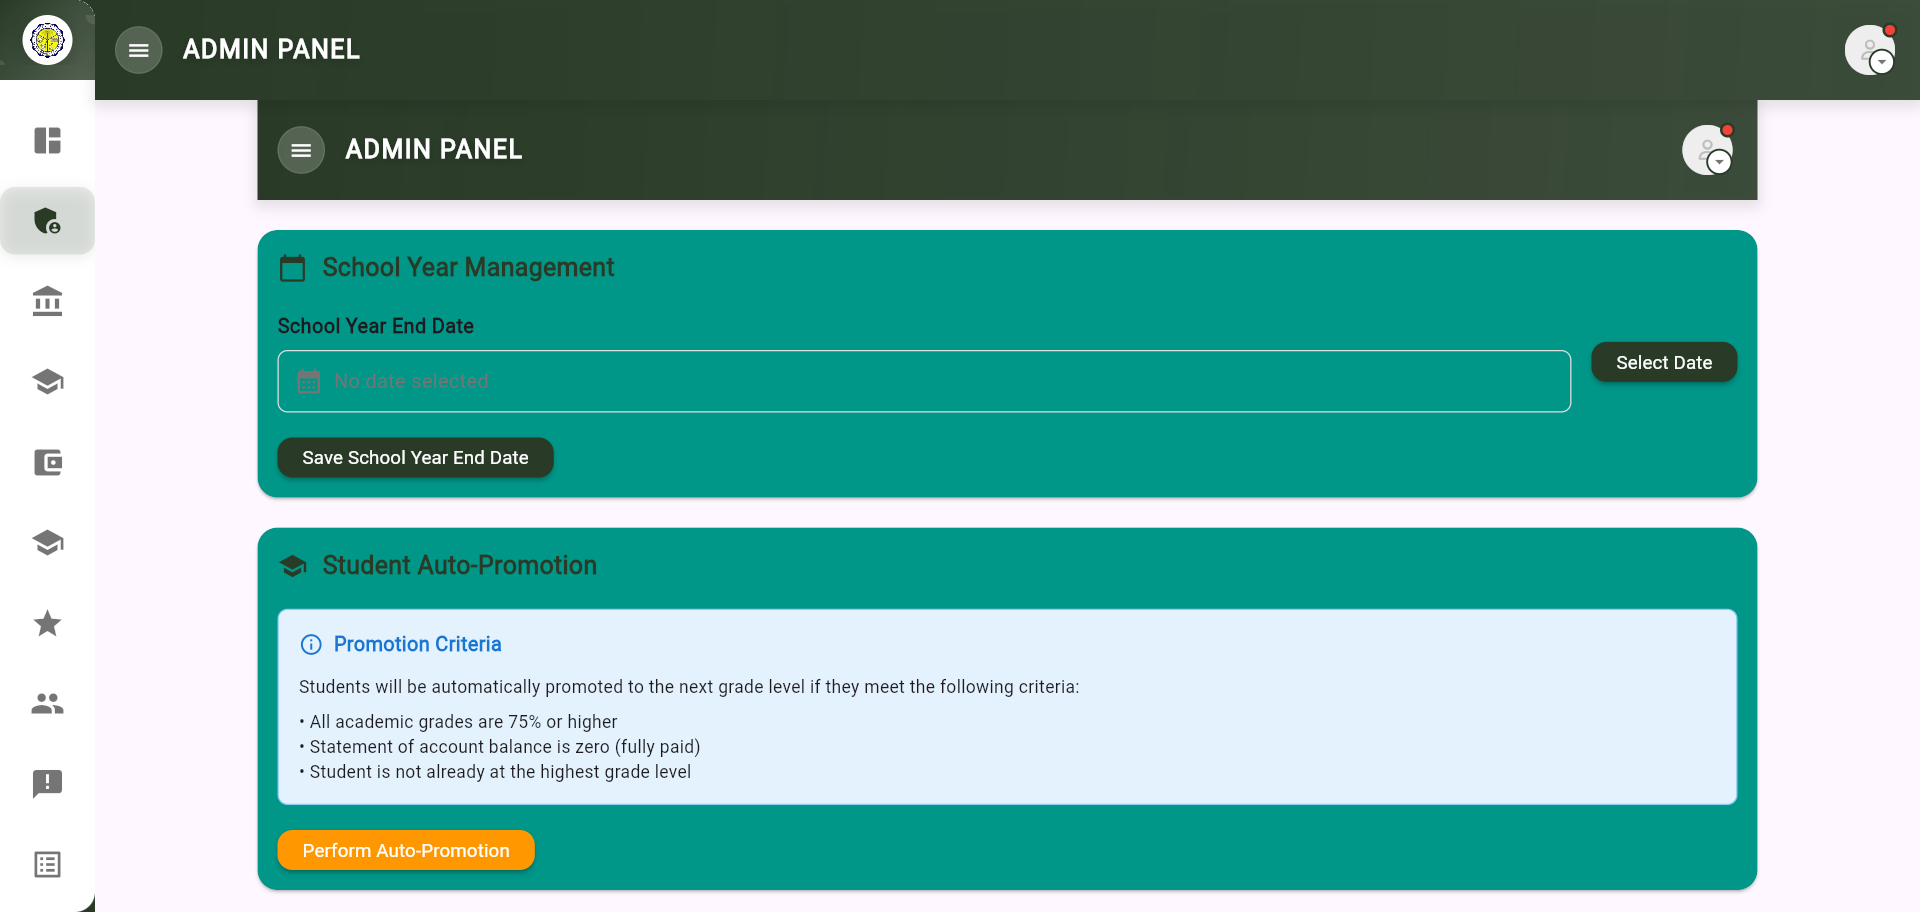 ADMIN PANEL
ADMIN PANEL
School Year Management
School Year End Date
No date selected
Select Date
Save School Year End Date
Student Auto-Promotion
Promotion Criteria
Students will be automatically promoted to the next grade level if they meet the following criteria:
• All academic grades are 75% or higher
• Statement of account balance is zero (fully paid)
• Student is not already at the highest grade level
Perform Auto-Promotion